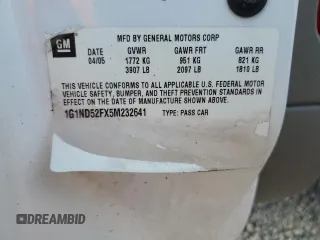 MFD BY GENERAL MOTORS CORP
GM
DATE GVWR GAWR FRT GAWR RR
04/05 1772 KG 951 KG 821 KG
3907 LB 2097 LB 1810 LB
THIS VEHICLE CONFORMS TO ALL APPLICABLE U.S. FEDERAL MOTOR
VEHICLE SAFETY, BUMPER, AND THEFT PREVENTION STANDARDS IN
EFFECT ON THE DATE OF MANUFACTURE SHOWN ABOVE.
1G1ND52FX5M232641 TYPE: PASS CAR
DREAMBID